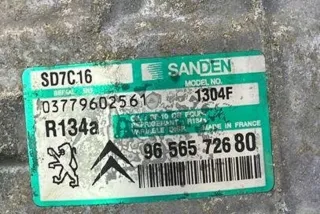 SD7C16 SANDEN
SERIAL NO. MODEL NO.
03779602561 1304F
R134a
MADE IN FRANCE
96 565 726 80